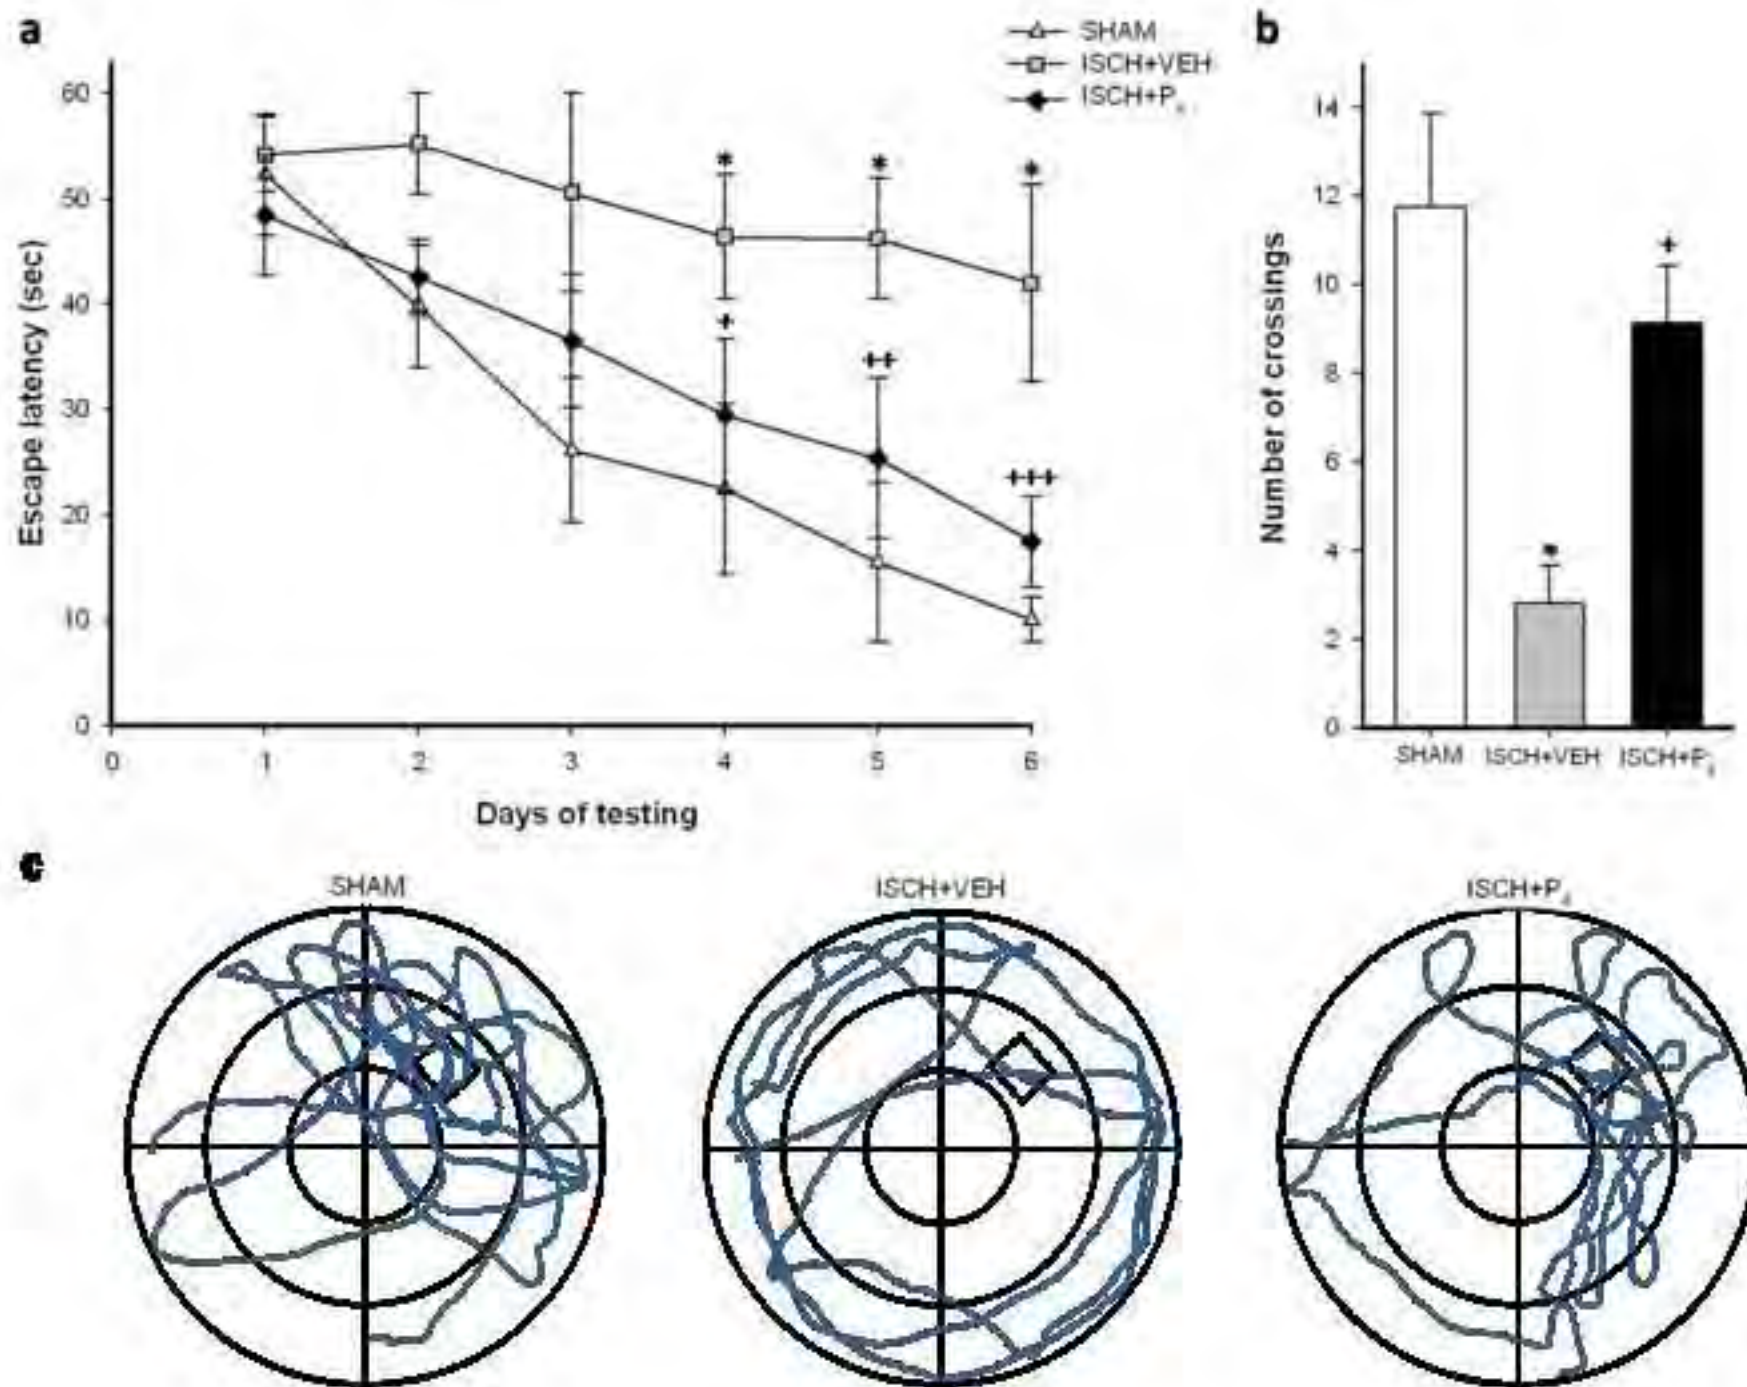 a
SHAM
ISCH+VEH
ISCH+P4
b
60
50
40
30
20
10
0
Escape latency (sec)
*
*
*
+
++
+++
0 1 2 3 4 5 6
Days of testing
14
12
10
8
6
4
2
0
Number of crossings
*
+
SHAM ISCH+VEH ISCH+P4
c
SHAM
ISCH+VEH
ISCH+P4